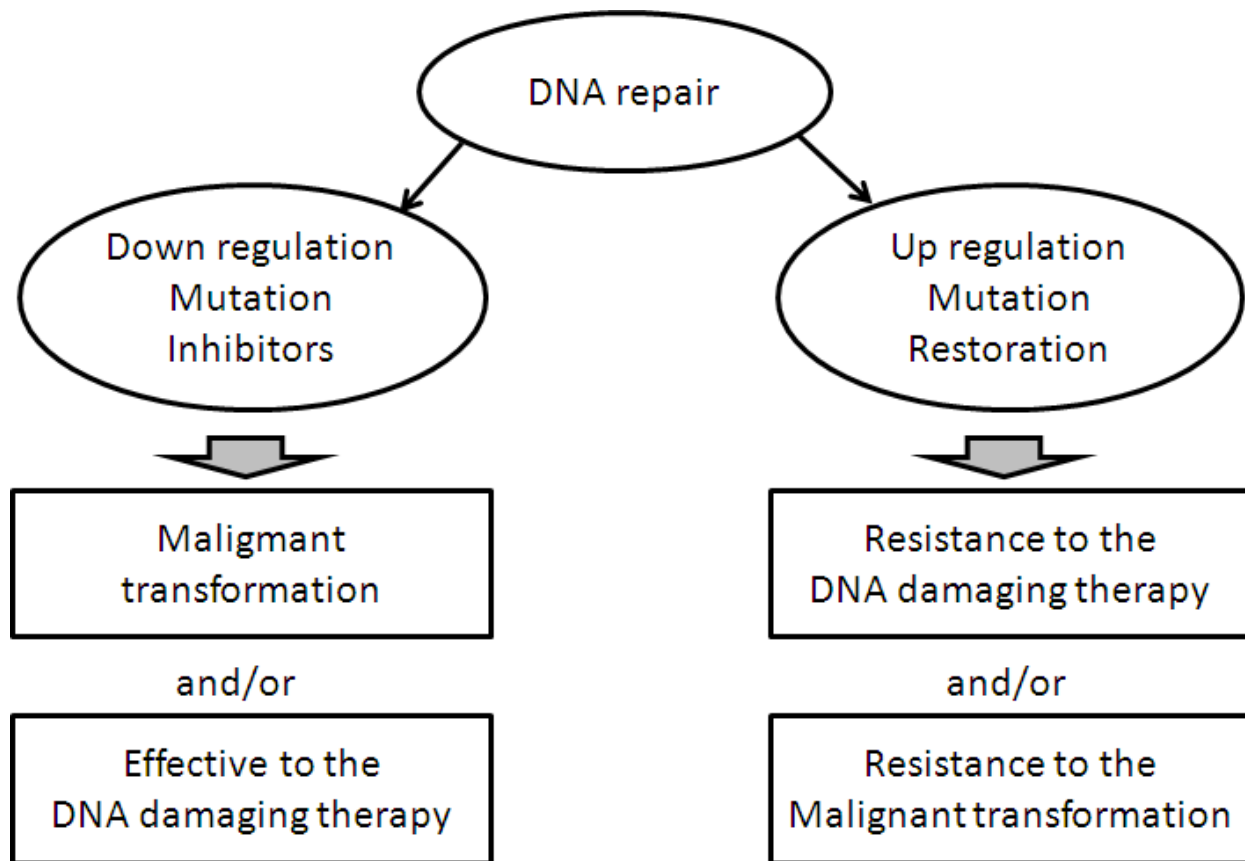 DNA repair
Down regulation
Mutation
Inhibitors
Up regulation
Mutation
Restoration
Maligmant
transformation
and/or
Effective to the
DNA damaging therapy
Resistance to the
DNA damaging therapy
and/or
Resistance to the
Malignant transformation